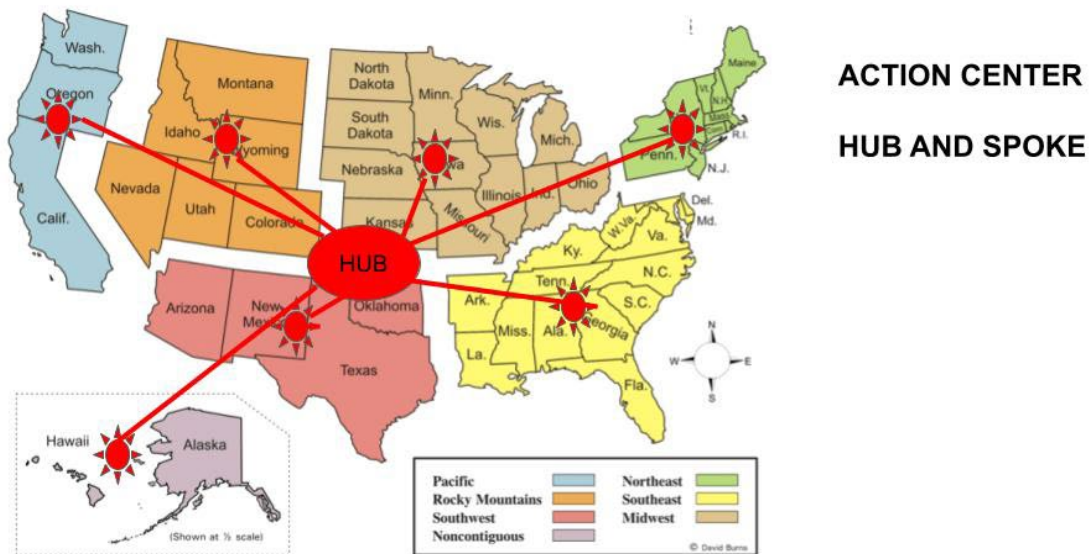 Wash.
Oregon
Calif.
Montana
Idaho
Wyoming
Nevada
Utah
Colorado
North
Dakota
South
Dakota
Nebraska
Kansas
Minn.
Iowa
Missouri
Wis.
Illinois
Mich.
Ind.
Ohio
Maine
Vt.
N.H.
Mass.
Conn.
R.I.
Penn.
N.J.
Del.
Md.
W.Va.
Va.
Ky.
Tenn.
N.C.
S.C.
Ark.
Miss.
Ala.
Georgia
La.
Fla.
Arizona
New
Mexico
Oklahoma
Texas
HUB
Hawaii
Alaska
(Shown at ½ scale)
N
W
E
S
Pacific
Rocky Mountains
Southwest
Noncontiguous
Northeast
Southeast
Midwest
© David Burns
ACTION CENTER
HUB AND SPOKE